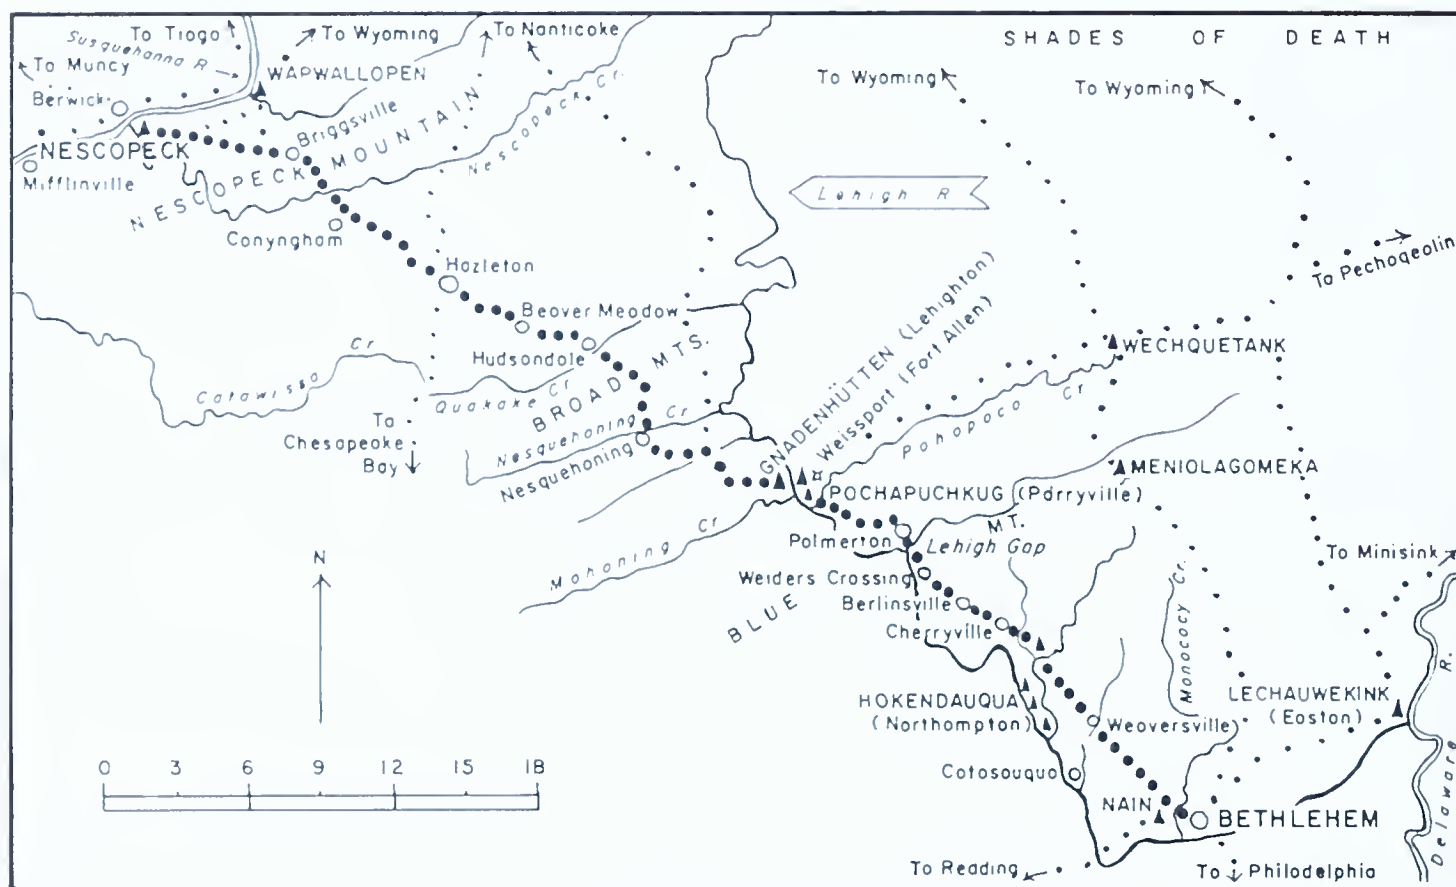 To Tioga
To Wyoming
To Nanticoke
SHADES OF DEATH
Susquehanna R
To Muncy
WAPWALLOPEN
Nescopeck Cr.
To Wyoming
To Wyoming
Berwick
Briggsville
NESCOPECK
NESCOPECK MOUNTAIN
Mifflinville
Lehigh R
Conyngham
To Pechoqeolin
Hazleton
Beaver Meadow
GNADENHÜTTEN (Lehighton)
Weissport (Fort Allen)
WECHQUETANK
Hudsondale
Catawissa Cr
Quakake Cr
BROAD MTS.
To
Chesapeake
Bay
Nesquehoning Cr
Nesquehoning
Pohopoco Cr
MENIOLAGOMEKA
POCHAPUCHKUG (Parryville)
Mahoning Cr
Palmerton
Lehigh Gap
BLUE MT.
To Minisink
N
Weiders Crossing
Berlinsville
Cherryville
Monococy Cr.
HOKENDAUQUA
(Northampton)
Weaversville
LECHAUWEKINK
(Easton)
Delaware R.
0 3 6 9 12 15 18
Catasauqua
NAIN
BETHLEHEM
To Reading
To Philadelphia